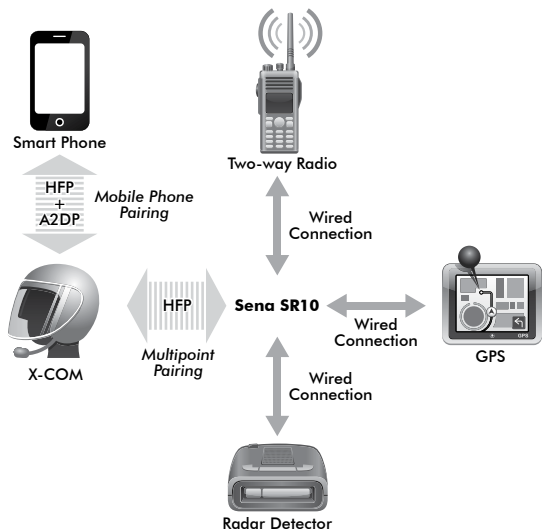 Smart Phone
Two-way Radio
HFP
+
A2DP
Mobile Phone
Pairing
Wired
Connection
X-COM
HFP
Multipoint
Pairing
Sena SR10
Wired
Connection
GPS
GPS
Wired
Connection
Radar Detector